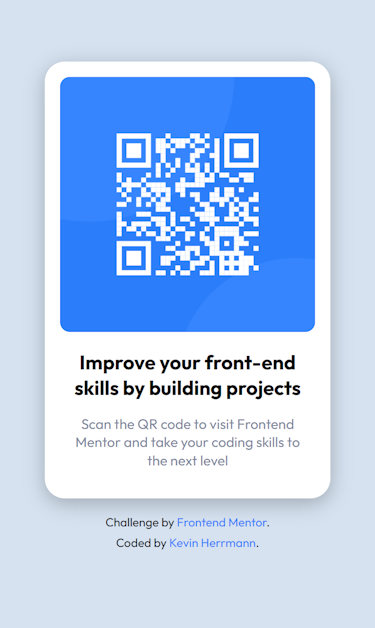 Improve your front-end
skills by building projects
Scan the QR code to visit Frontend
Mentor and take your coding skills to
the next level
Challenge by Frontend Mentor.
Coded by Kevin Herrmann.